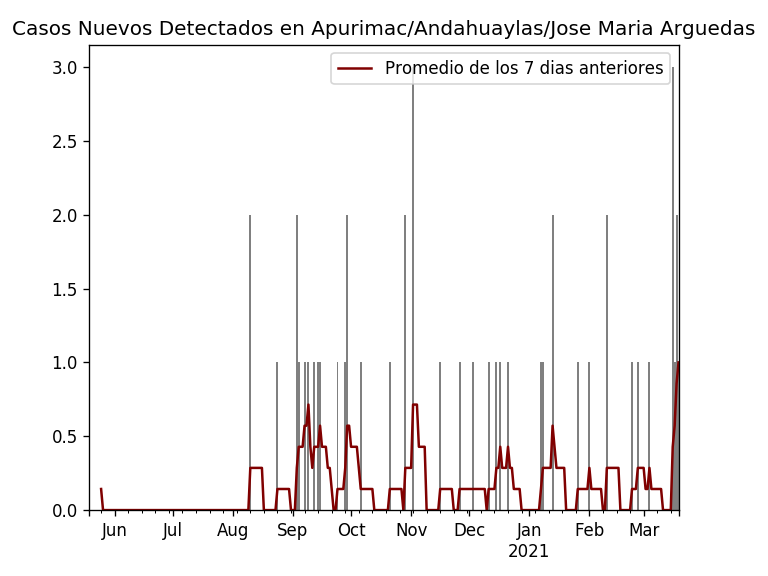 Casos Nuevos Detectados en Apurimac/Andahuaylas/Jose Maria Arguedas
Promedio de los 7 dias anteriores
3.0
2.5
2.0
1.5
1.0
0.5
0.0
Jun Jul Aug Sep Oct Nov Dec Jan Feb Mar
2021